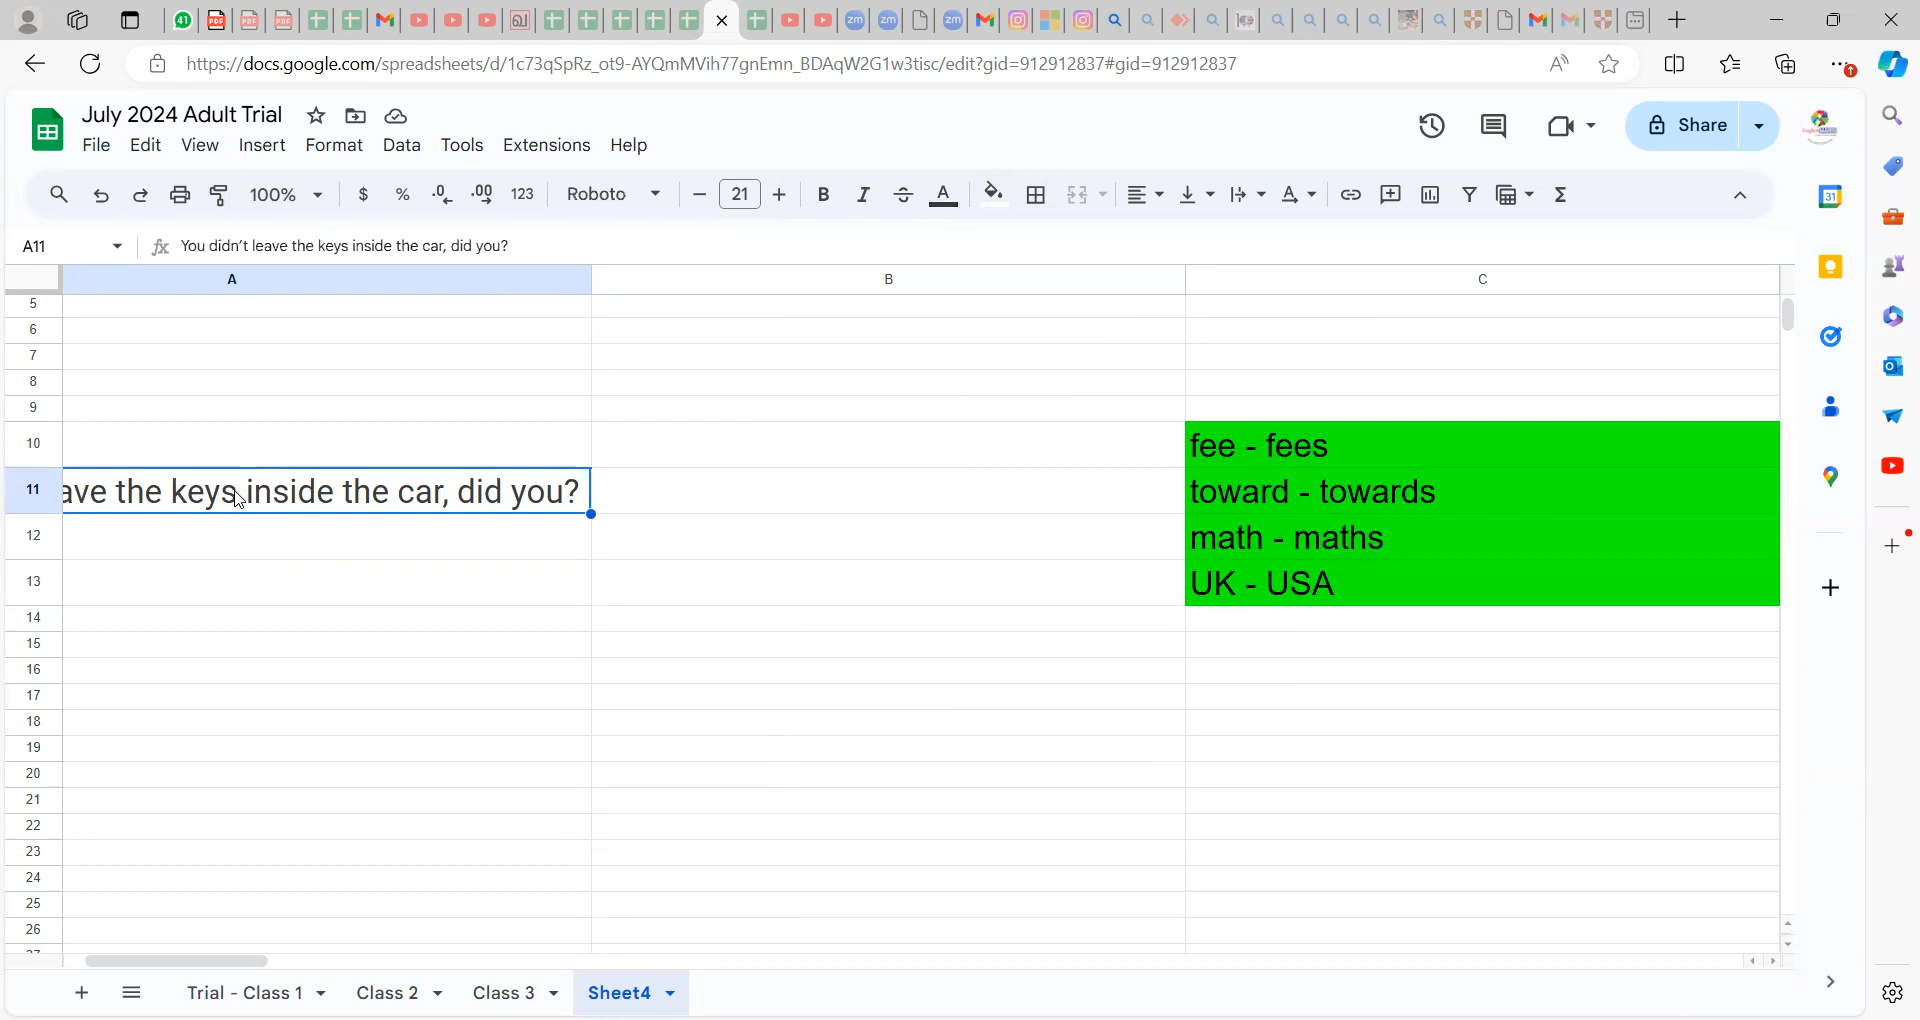 41
https://docs.google.com/spreadsheets/d/1c73qSpRz_ot9-AYQmMVih77gnEmn_BDAqW2G1w3tisc/edit?gid=912912837#gid=912912837
July 2024 Adult Trial
File Edit View Insert Format Data Tools Extensions Help
Share
100% $ % .0 .00 123 Roboto 21 B I A
A11 fx You didn't leave the keys inside the car, did you?
A B C
5
6
7
8
9
10 fee - fees
11 ave the keys inside the car, did you? toward - towards
12 math - maths
13 UK - USA
14
15
16
17
18
19
20
21
22
23
24
25
26
Trial - Class 1 Class 2 Class 3 Sheet4